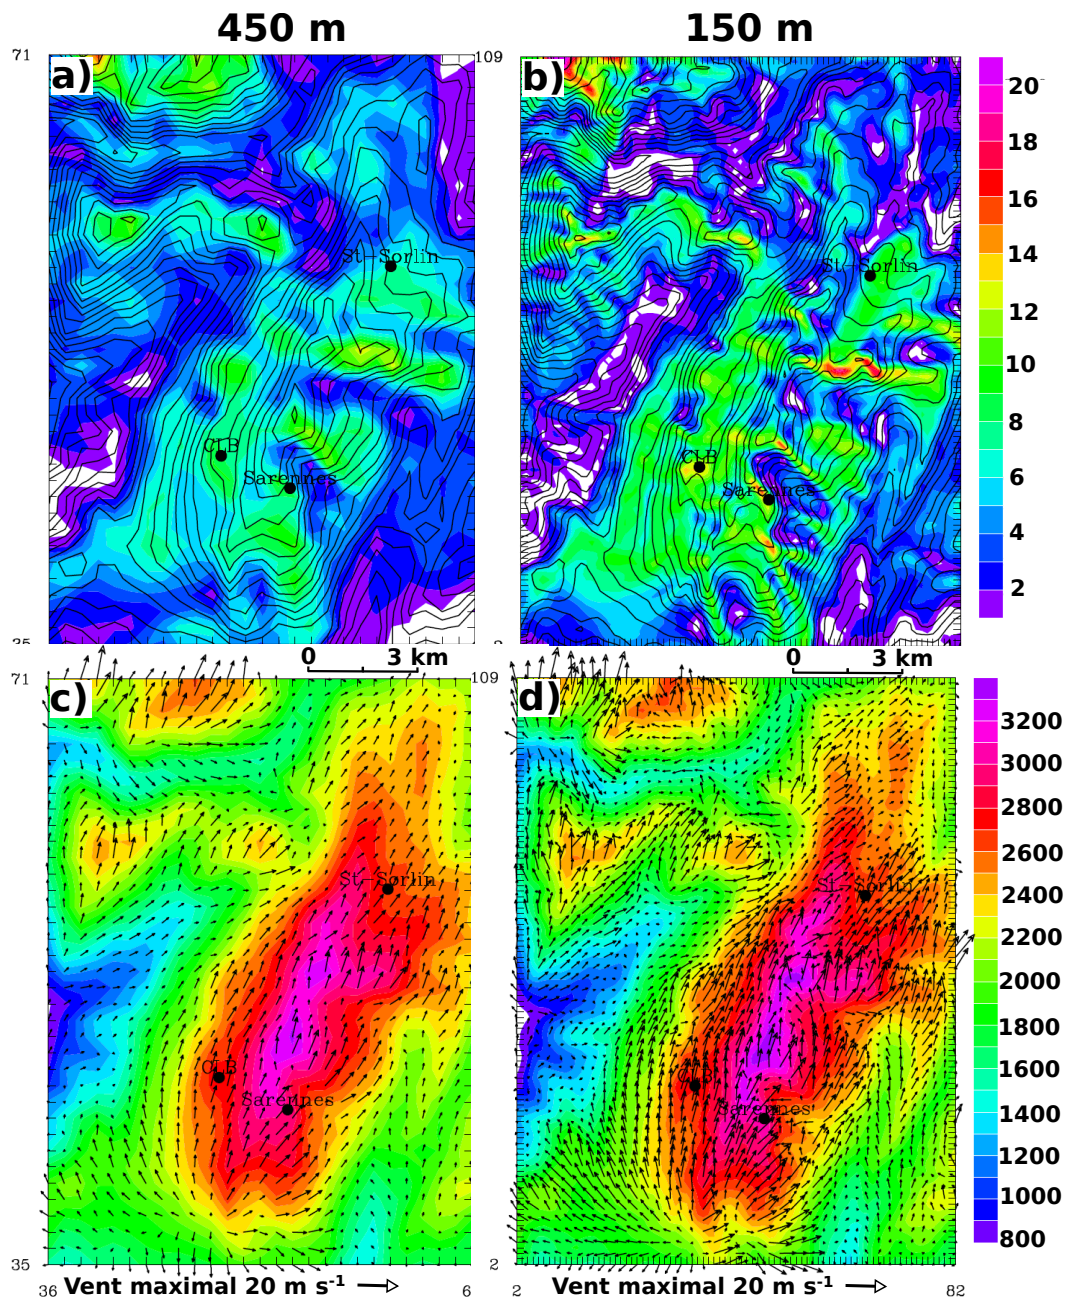 450 m 150 m
71 109
a) b)
St-Sorlin St-Sorlin
CLB CLB
Sarennes Sarennes
20
18
16
14
12
10
8
6
4
2
0 3 km 0 3 km
71 109
c) d)
St-Sorlin St-Sorlin
CLB CLB
Sarennes Sarennes
3200
3000
2800
2600
2400
2200
2000
1800
1600
1400
1200
1000
800
35 2
36 6 2 82
Vent maximal 20 m s⁻¹ Vent maximal 20 m s⁻¹